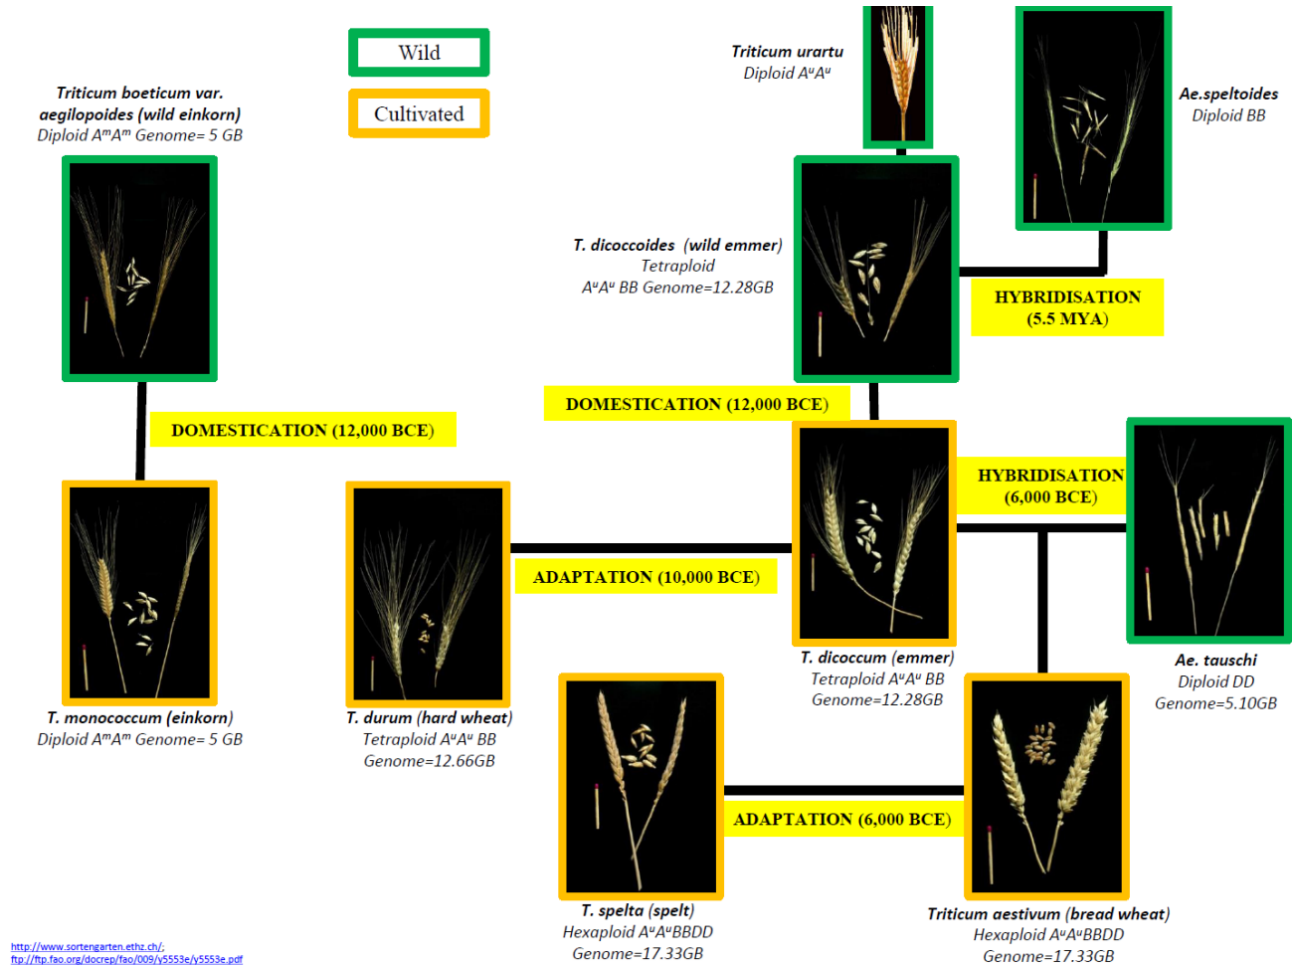 Wild
Cultivated
Triticum boeticum var.
aegilopoides (wild einkorn)
Diploid AᵐAᵐ Genome= 5 GB
Triticum urartu
Diploid AᵘAᵘ
Ae.speltoides
Diploid BB
T. dicoccoides (wild emmer)
Tetraploid
AᵘAᵘ BB Genome=12.28GB
HYBRIDISATION
(5.5 MYA)
DOMESTICATION (12,000 BCE)
DOMESTICATION (12,000 BCE)
HYBRIDISATION
(6,000 BCE)
ADAPTATION (10,000 BCE)
T. monococcum (einkorn)
Diploid AᵐAᵐ Genome= 5 GB
T. durum (hard wheat)
Tetraploid AᵘAᵘ BB
Genome=12.66GB
T. dicoccum (emmer)
Tetraploid AᵘAᵘ BB
Genome=12.28GB
Ae. tauschi
Diploid DD
Genome=5.10GB
ADAPTATION (6,000 BCE)
T. spelta (spelt)
Hexaploid AᵘAᵘBBDD
Genome=17.33GB
Triticum aestivum (bread wheat)
Hexaploid AᵘAᵘBBDD
Genome=17.33GB
http://www.sortengarten.ethz.ch/;
ftp://ftp.fao.org/docrep/fao/009/y5553e/y5553e.pdf